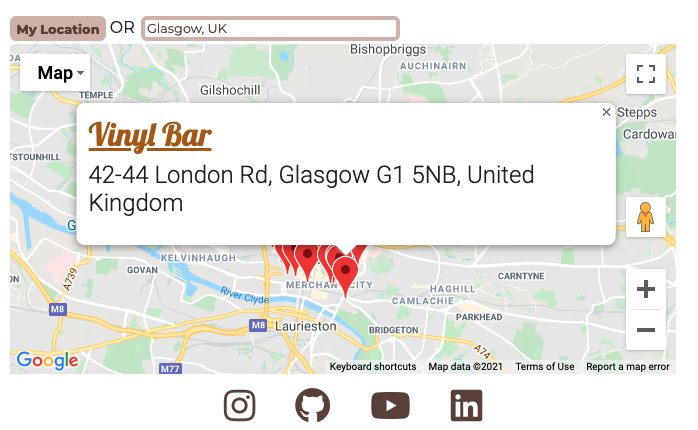 My Location OR Glasgow, UK
Bishopbriggs
AUCHINAIRN
Map
TEMPLE
Gilshochill
Stepps
Vinyl Bar
Cardowa
42-44 London Rd, Glasgow G1 5NB, United
Kingdom
TSTOUNHILL
G
KELVINHAUGH
GOVAN
A739
MERCHANT CITY
River Clyde
CARNTYNE
HAGHILL
CAMLACHIE
M8
M8
Laurieston
PARKHEAD
BRIDGETON
A74
M77
Google
Keyboard shortcuts Map data ©2021 Terms of Use Report a map error